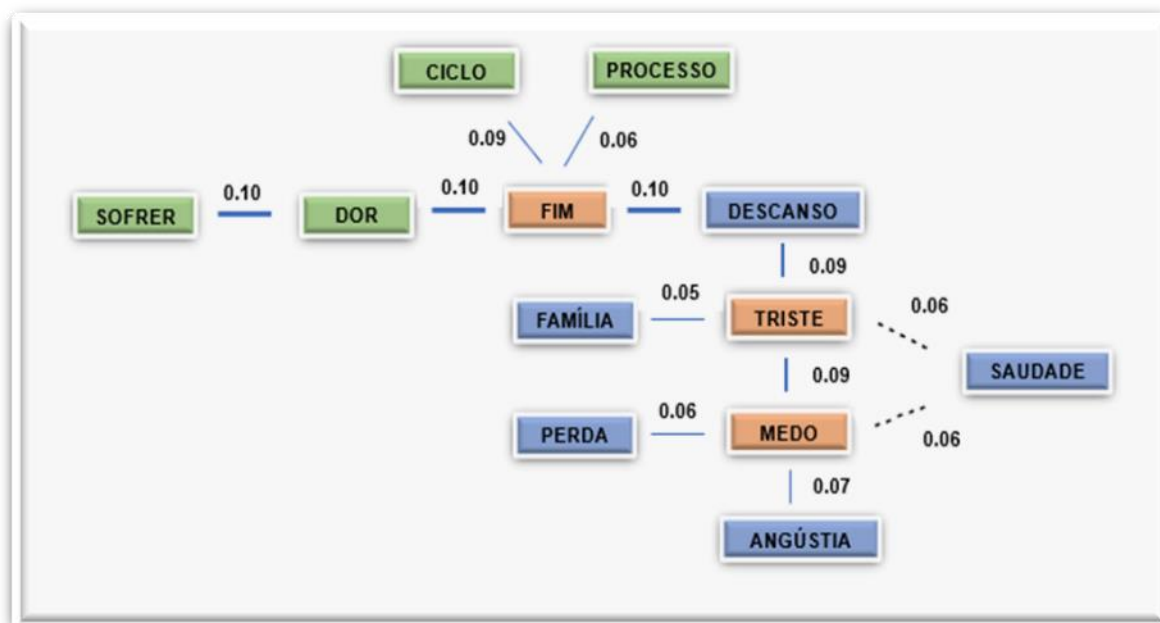 CICLO
PROCESSO
0.09
0.06
SOFRER
0.10
DOR
0.10
FIM
0.10
DESCANSO
0.09
FAMÍLIA
0.05
TRISTE
0.06
0.09
SAUDADE
PERDA
0.06
MEDO
0.06
0.07
ANGÚSTIA